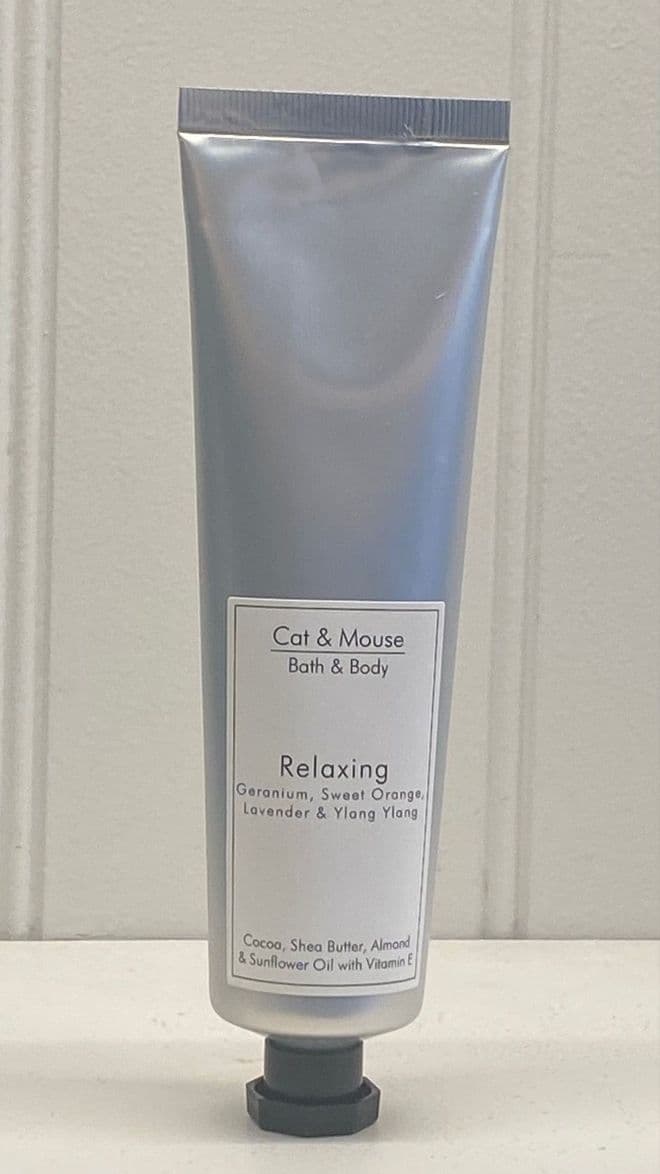 Cat & Mouse
Bath & Body
Relaxing
Geranium, Sweet Orange,
Lavender & Ylang Ylang
Cocoa, Shea Butter, Almond
& Sunflower Oil with Vitamin E